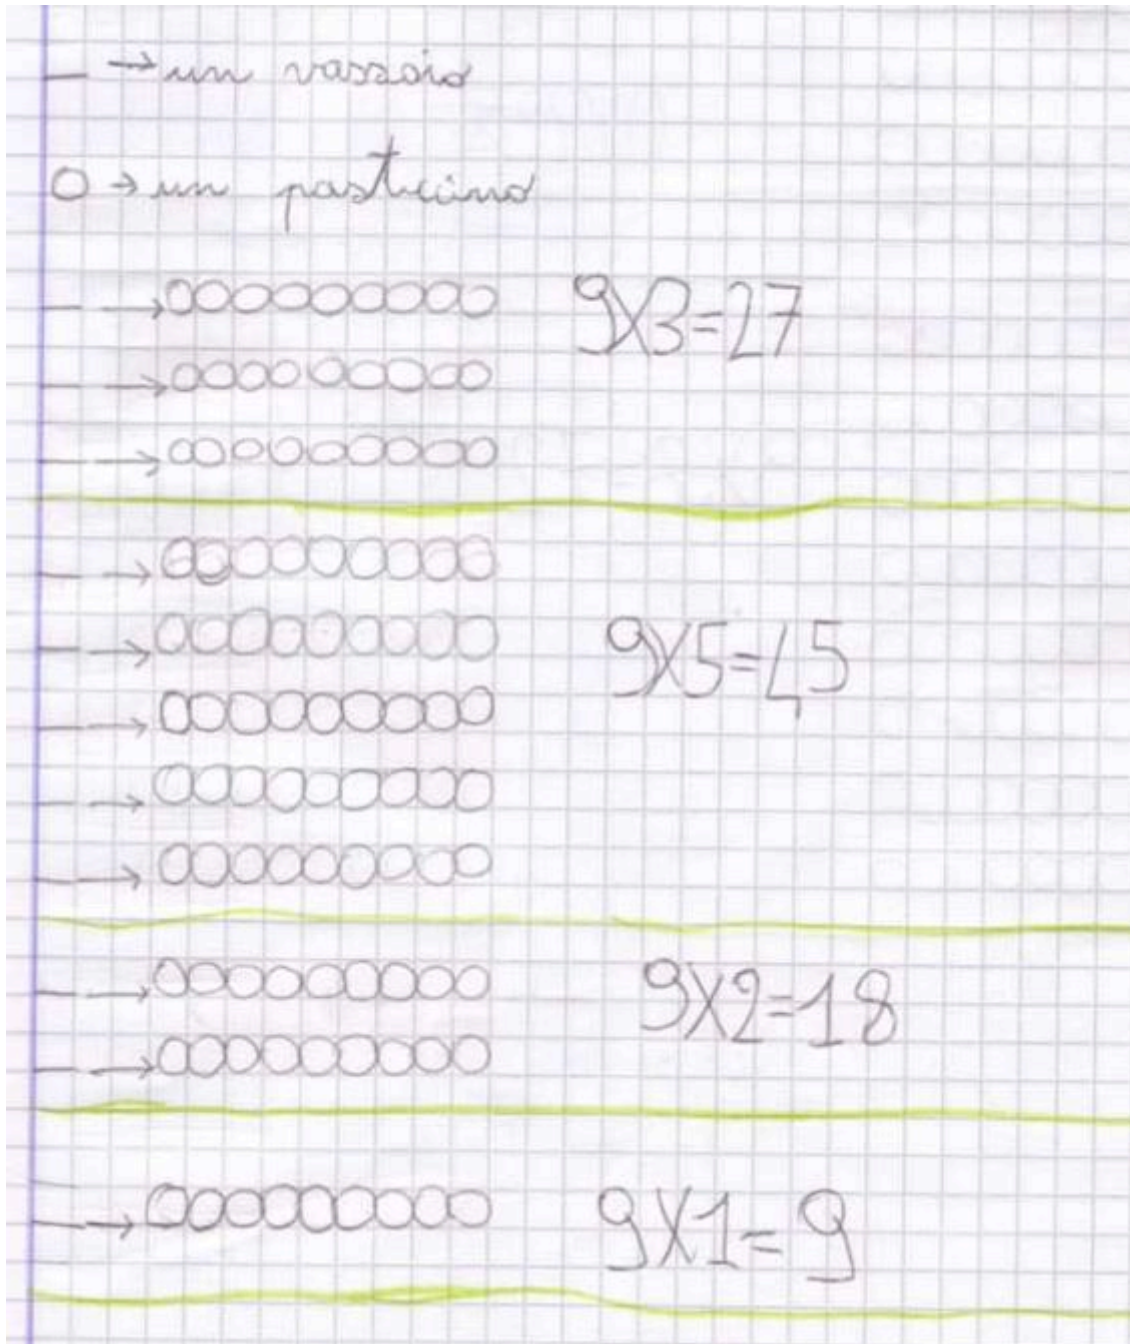 — → un vassoio
O → un pasticcino
9X3=27
9X5=45
9X2=18
9X1=9